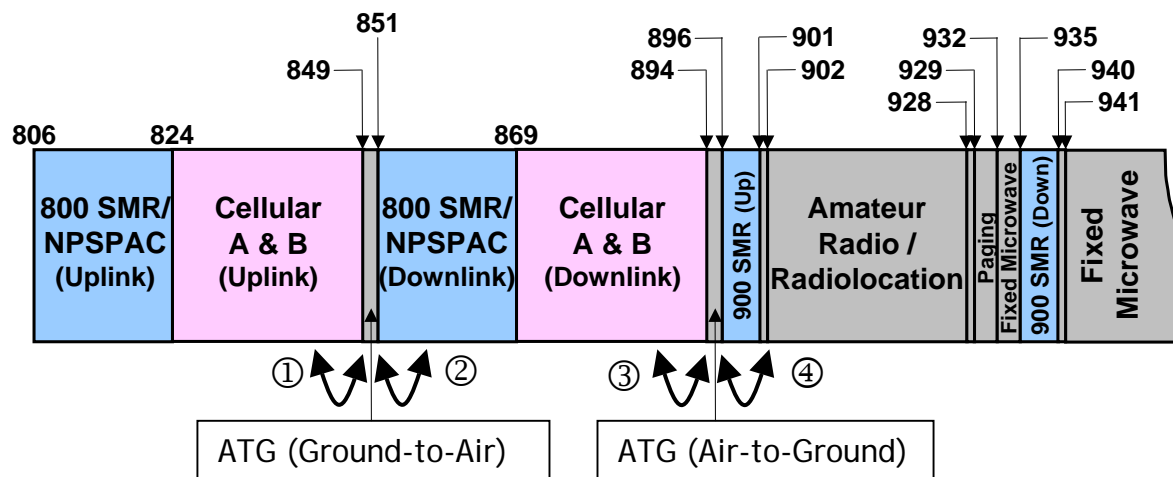 851
896
901
932
935
849
894
902
929
940
928
941
806
824
869
800 SMR/
NPSPAC
(Uplink)
Cellular
A & B
(Uplink)
800 SMR/
NPSPAC
(Downlink)
Cellular
A & B
(Downlink)
900 SMR (Up)
Amateur
Radio /
Radiolocation
Paging
Fixed Microwave
900 SMR (Down)
Fixed
Microwave
①
②
③
④
ATG (Ground-to-Air)
ATG (Air-to-Ground)